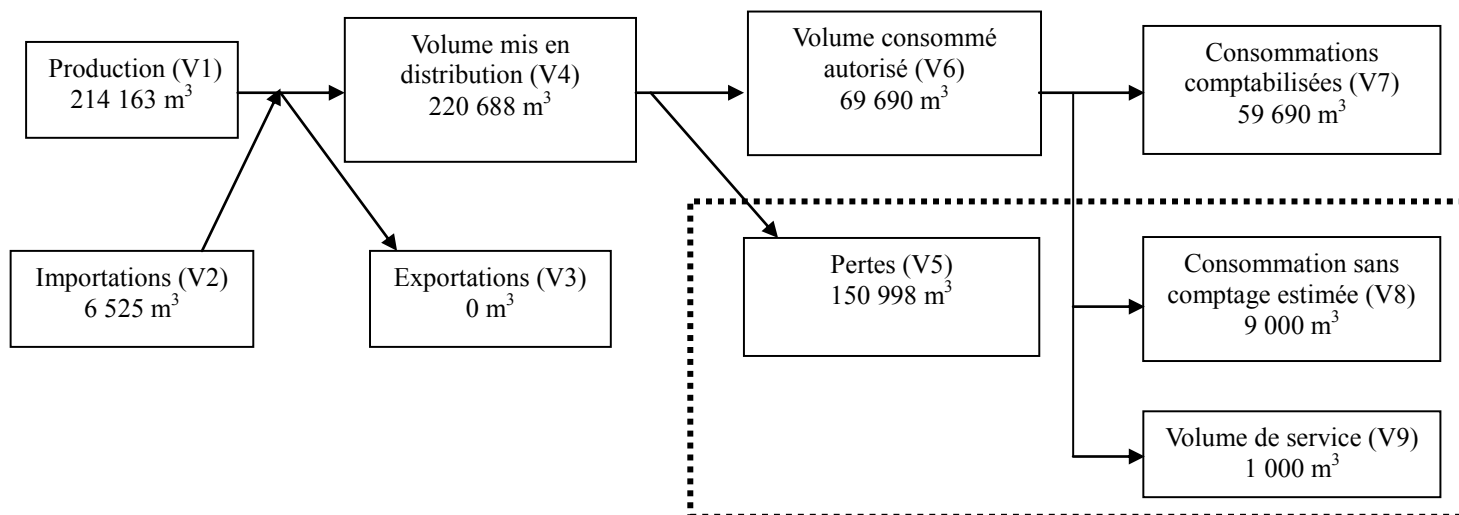 Production (V1)
214 163 m³
Volume mis en
distribution (V4)
220 688 m³
Volume consommé
autorisé (V6)
69 690 m³
Consommations
comptabilisées (V7)
59 690 m³
Importations (V2)
6 525 m³
Exportations (V3)
0 m³
Pertes (V5)
150 998 m³
Consommation sans
comptage estimée (V8)
9 000 m³
Volume de service (V9)
1 000 m³